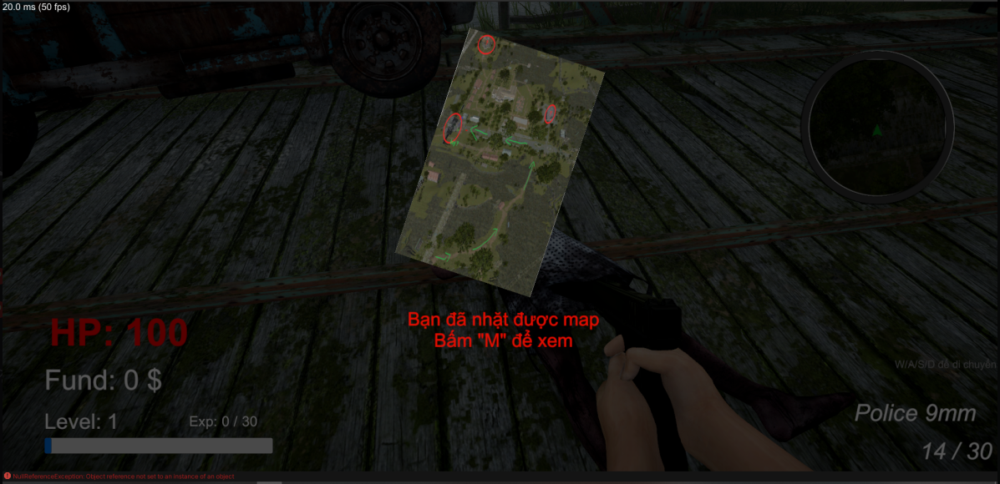 20.0 ms (50 fps)
Bạn đã nhặt được map
Bấm "M" để xem
HP: 100
Fund: 0 $
Level: 1
Exp: 0 / 30
W/A/S/D để di chuyển
Police 9mm
14 / 30
NullReferenceException: Object reference not set to an instance of an object